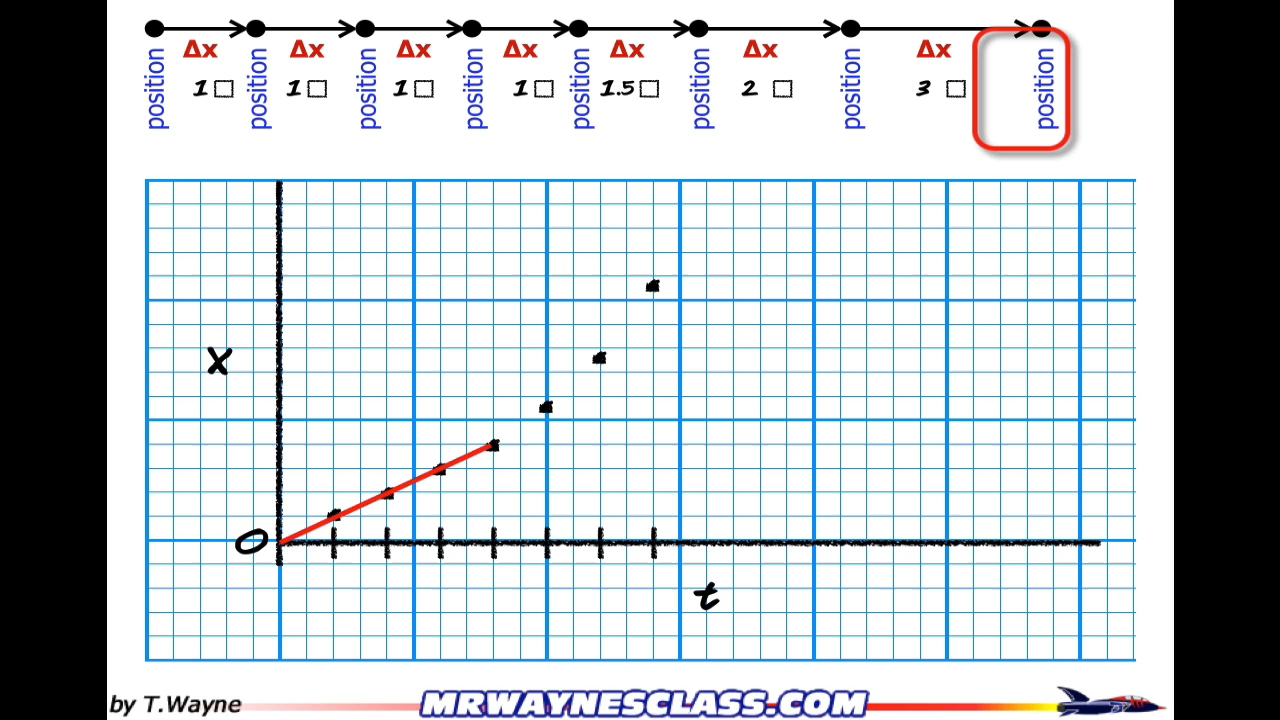 Δx Δx Δx Δx Δx Δx Δx
position position position position position position position position
1 1 1 1 1.5 2 3
x
0
t
by T.Wayne MRWAYNESCLASS.COM